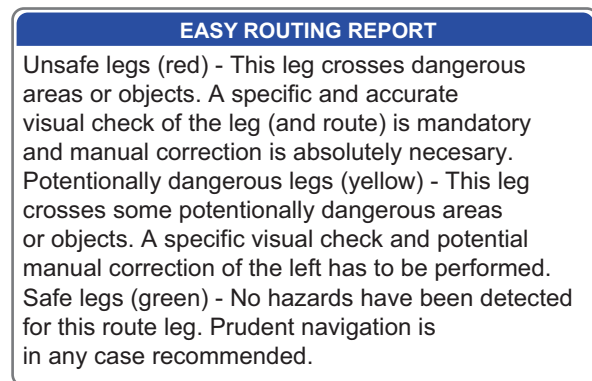 EASY ROUTING REPORT
Unsafe legs (red) - This leg crosses dangerous
areas or objects. A specific and accurate
visual check of the leg (and route) is mandatory
and manual correction is absolutely necesary.
Potentially dangerous legs (yellow) - This leg
crosses some potentially dangerous areas
or objects. A specific visual check and potential
manual correction of the left has to be performed.
Safe legs (green) - No hazards have been detected
for this route leg. Prudent navigation is
in any case recommended.